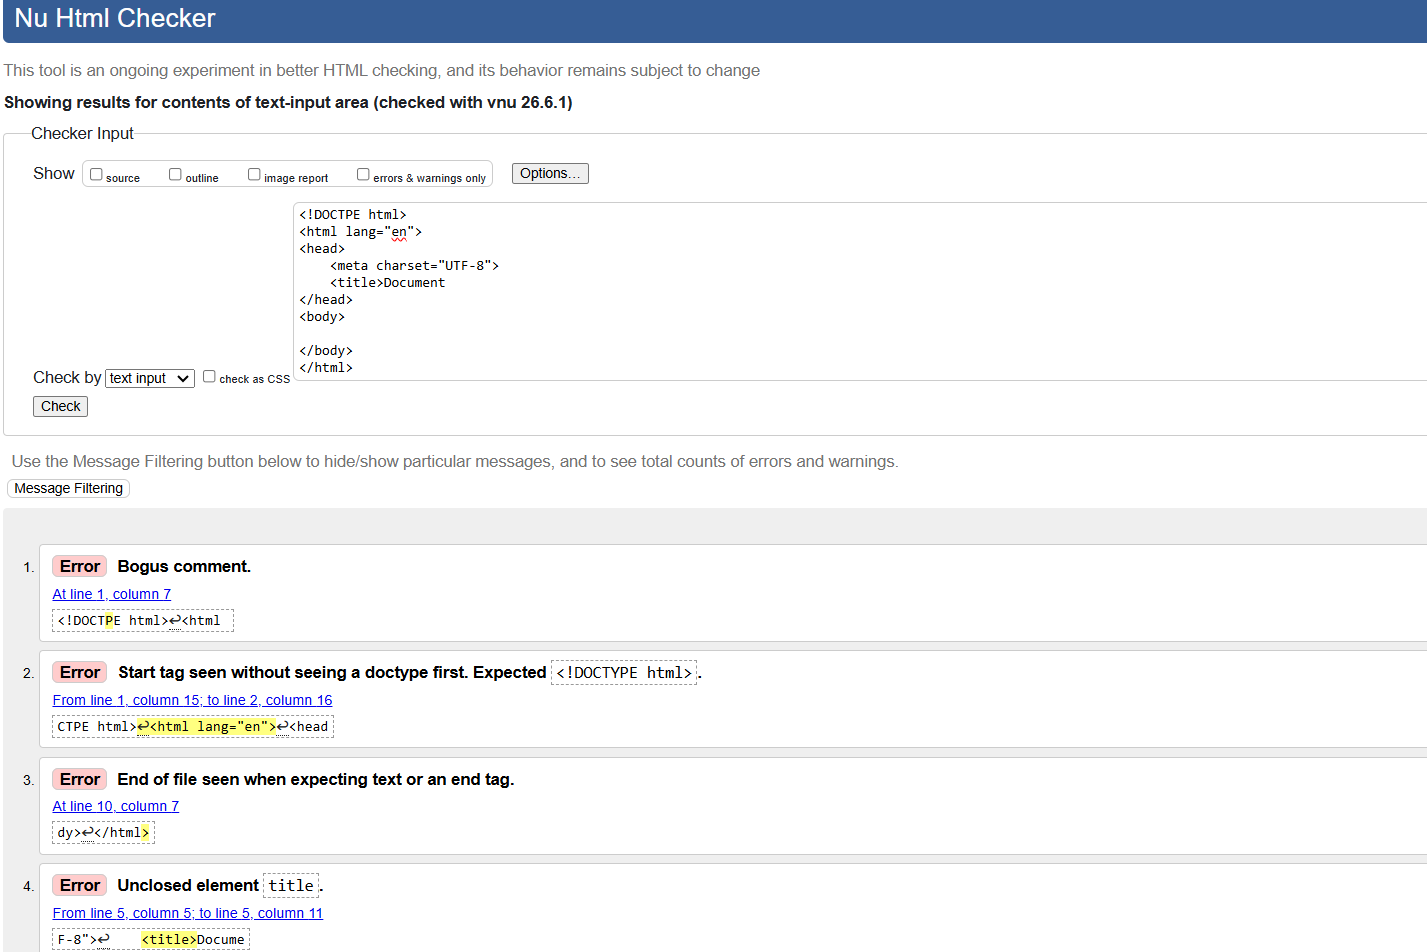 Nu Html Checker
This tool is an ongoing experiment in better HTML checking, and its behavior remains subject to change
Showing results for contents of text-input area (checked with vnu 26.6.1)
Checker Input
Show source outline image report errors & warnings only Options...
<!DOCTPE html>
<html lang="en">
<head>
    <meta charset="UTF-8">
    <title>Document
</head>
<body>
</body>
</html>
Check by text input check as CSS
Check
Use the Message Filtering button below to hide/show particular messages, and to see total counts of errors and warnings.
Message Filtering
1. Error Bogus comment.
At line 1, column 7
<!DOCTPE html>↩<html
2. Error Start tag seen without seeing a doctype first. Expected <!DOCTYPE html>.
From line 1, column 15; to line 2, column 16
CTPE html>↩<html lang="en">↩<head
3. Error End of file seen when expecting text or an end tag.
At line 10, column 7
dy>↩</html>
4. Error Unclosed element title.
From line 5, column 5; to line 5, column 11
F-8">↩    <title>Docume